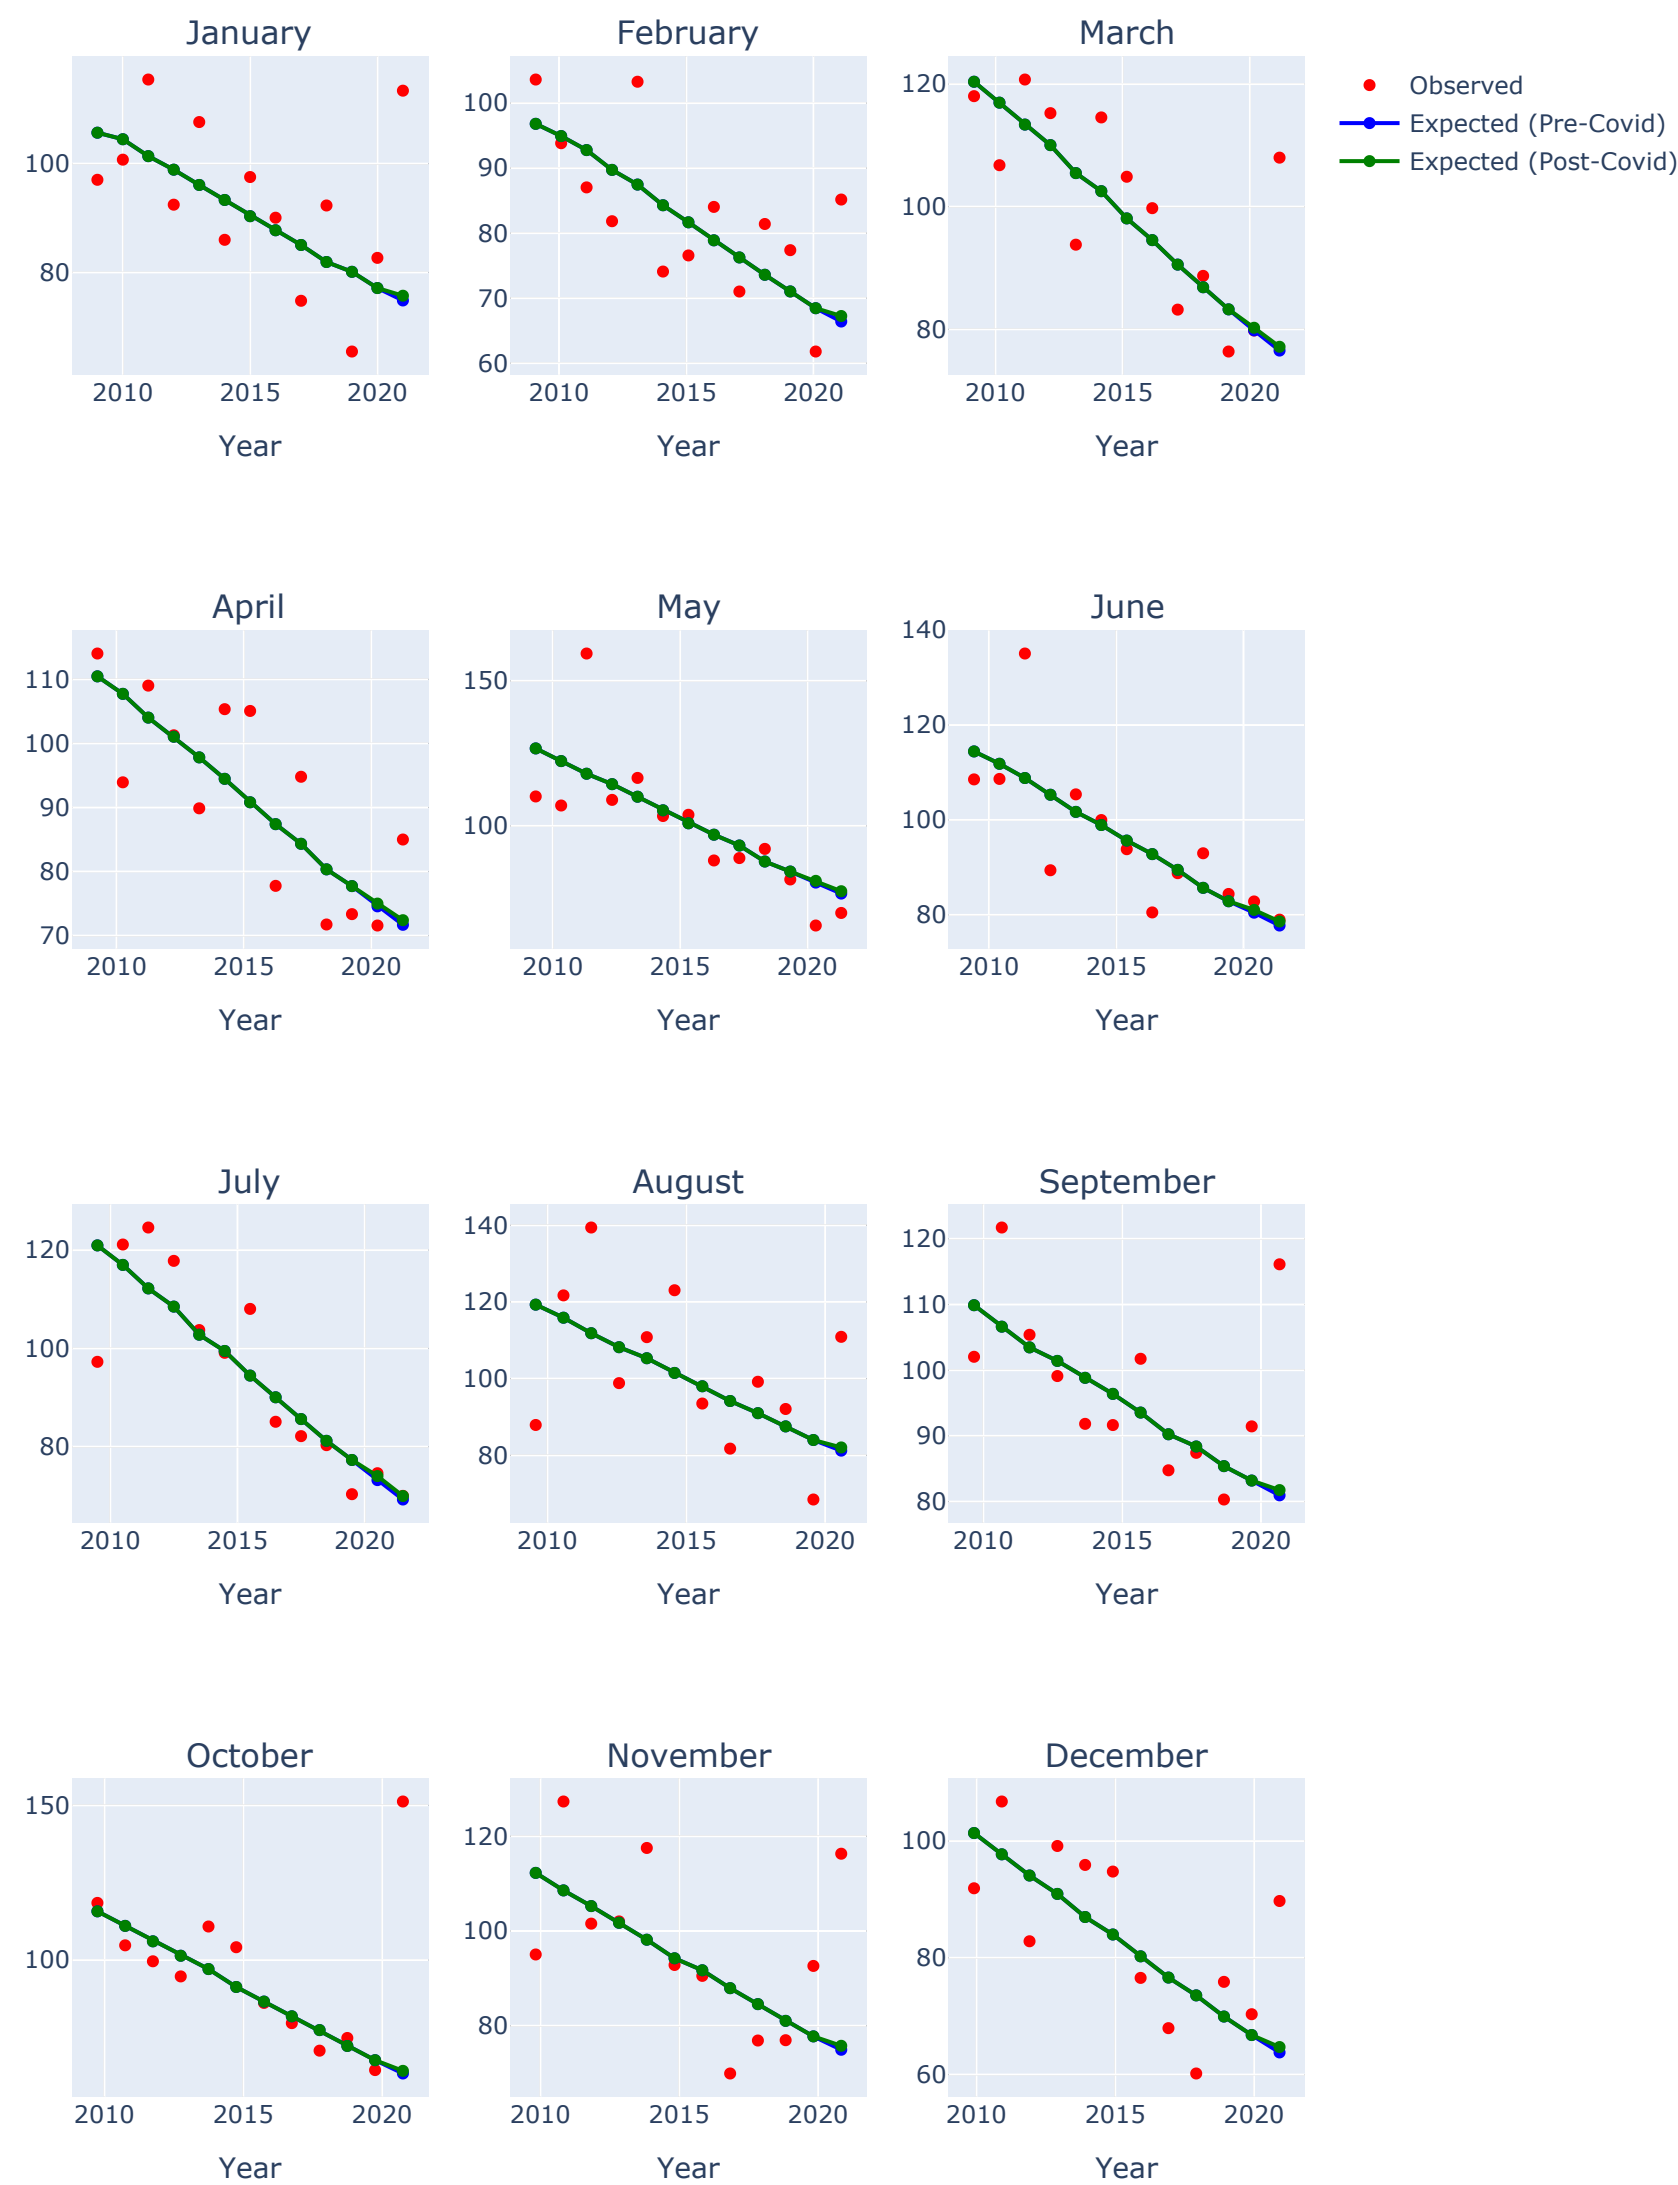 January
February
March
Observed
Expected (Pre-Covid)
Expected (Post-Covid)
100
80
2010
2015
2020
Year
100
90
80
70
60
2010
2015
2020
Year
120
100
80
2010
2015
2020
Year
April
May
June
110
100
90
80
70
2010
2015
2020
Year
150
100
2010
2015
2020
Year
140
120
100
80
2010
2015
2020
Year
July
August
September
120
100
80
2010
2015
2020
Year
140
120
100
80
2010
2015
2020
Year
120
110
100
90
80
2010
2015
2020
Year
October
November
December
150
100
2010
2015
2020
Year
120
100
80
2010
2015
2020
Year
100
80
60
2010
2015
2020
Year